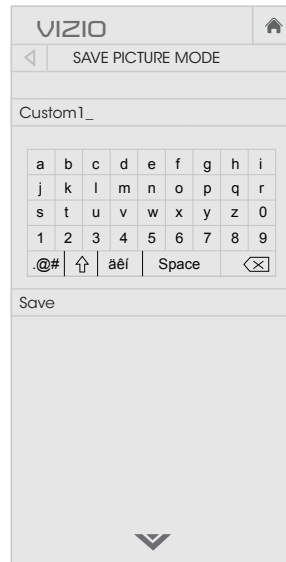 VIZIO
SAVE PICTURE MODE
Custom1_
a b c d e f g h i
j k l m n o p q r
s t u v w x y z 0
1 2 3 4 5 6 7 8 9
.@# äêí Space
Save